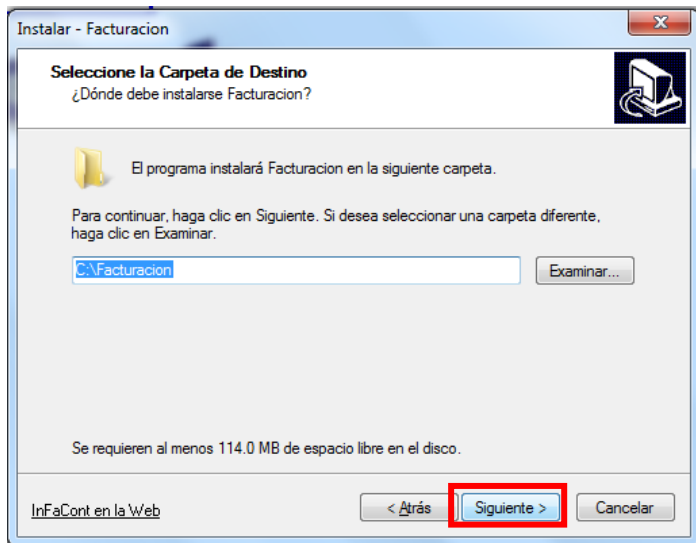 Instalar - Facturacion
Seleccione la Carpeta de Destino
¿Dónde debe instalarse Facturacion?
El programa instalará Facturacion en la siguiente carpeta.
Para continuar, haga clic en Siguiente. Si desea seleccionar una carpeta diferente,
haga clic en Examinar.
C:\Facturacion
Examinar...
Se requieren al menos 114.0 MB de espacio libre en el disco.
InFaCont en la Web
< Atrás
Siguiente >
Cancelar